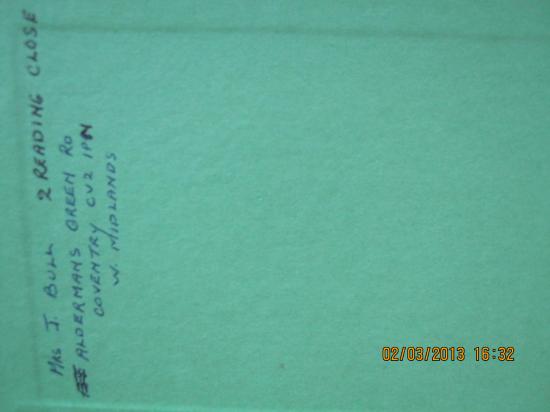 MRS J. BULL 2 READING CLOSE
ALDERMANS GREEN RD
COVENTRY CV2 1PN
W. MIDLANDS
02/03/2013 16:32